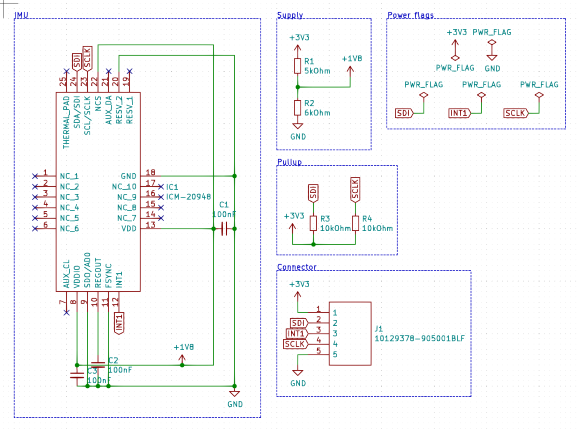 IMU
SDI
SCLK
25
24
23
22
21
20
19
THERMAL_PAD
SDA/SDI
SCL/SCLK
NCS
AUX_DA
RESV_2
RESV_1
1 NC_1
2 NC_2
3 NC_3
4 NC_4
5 NC_5
6 NC_6
GND 18
NC_10 17
NC_9 16
NC_8 15
NC_7 14
VDD 13
IC1
ICM-20948
C1
100nF
AUX_CL
VDDIO
SDO/AD0
REGOUT
FSYNC
INT1
7
8
9
10
11
12
INT1
C2
100nF
C3
100nF
+1V8
GND
Supply
+3V3
R1
5kOhm
+1V8
R2
6kOhm
GND
Power flags
+3V3
PWR_FLAG
PWR_FLAG
GND
PWR_FLAG
PWR_FLAG
PWR_FLAG
SDI
INT1
SCLK
Pullup
SDI
SCLK
+3V3
R3
10kOhm
R4
10kOhm
Connector
+3V3
1 1
SDI 2 2
INT1 3 3
SCLK 4 4
5 5
J1
10129378-905001BLF
GND